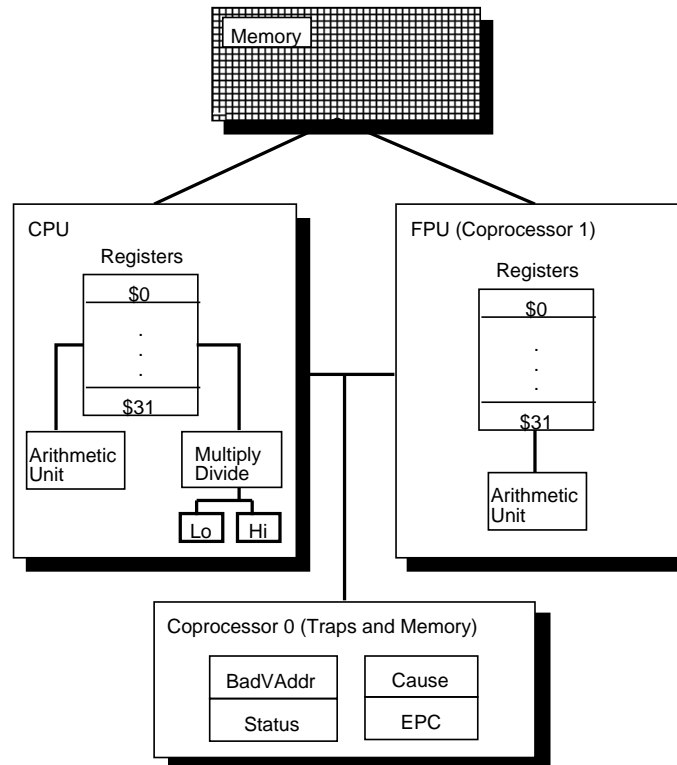 Memory
CPU
Registers
$0
.
.
.
$31
Arithmetic
Unit
Multiply
Divide
Lo
Hi
FPU (Coprocessor 1)
Registers
$0
.
.
.
$31
Arithmetic
Unit
Coprocessor 0 (Traps and Memory)
BadVAddr
Cause
Status
EPC